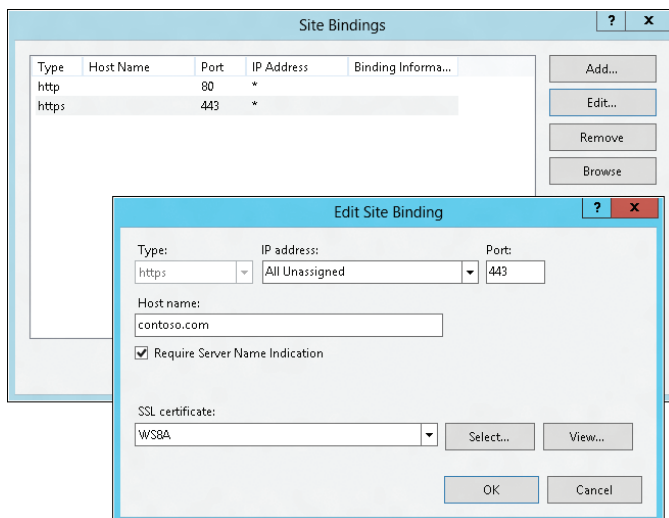 Site Bindings
? x
Type Host Name Port IP Address Binding Informa...
http 80 *
https 443 *
Add...
Edit...
Remove
Browse
Edit Site Binding
? x
Type: IP address: Port:
https All Unassigned 443
Host name:
contoso.com
Require Server Name Indication
SSL certificate:
WS8A Select... View...
OK Cancel